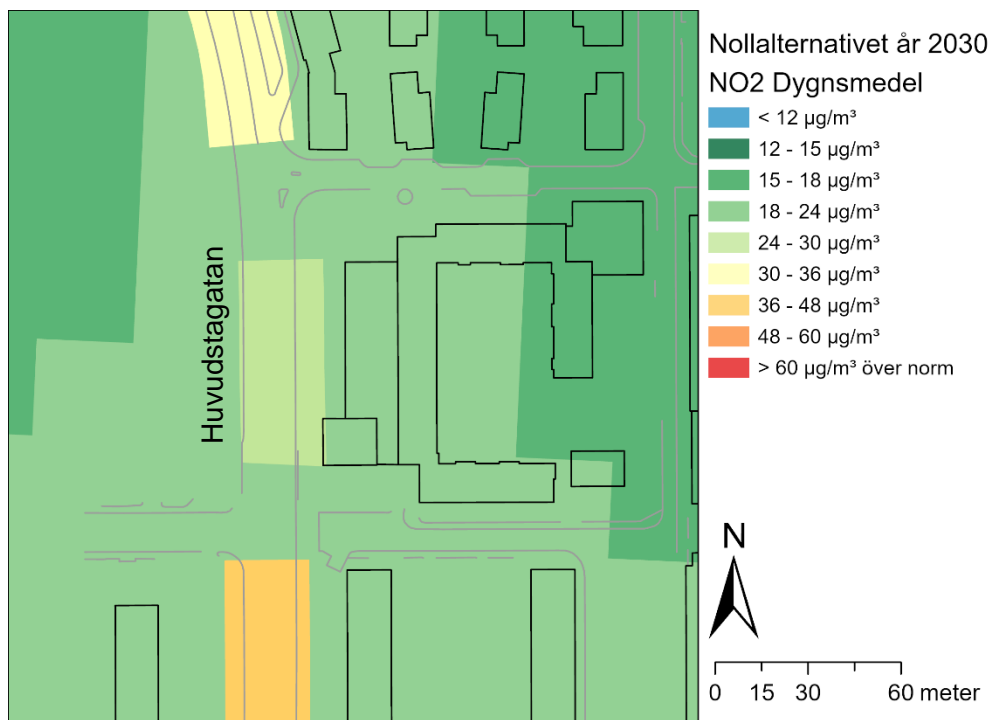 Nollalternativet år 2030
NO2 Dygnsmedel
< 12 µg/m³
12 - 15 µg/m³
15 - 18 µg/m³
18 - 24 µg/m³
24 - 30 µg/m³
30 - 36 µg/m³
36 - 48 µg/m³
48 - 60 µg/m³
> 60 µg/m³ över norm
Huvudstagatan
N
0 15 30 60 meter